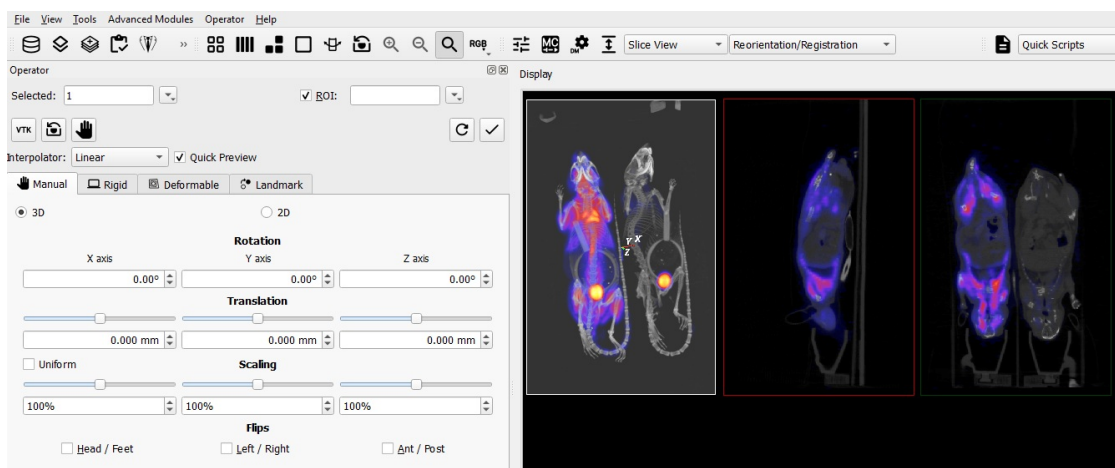 File View Tools Advanced Modules Operator Help
» RGB MC DM Slice View Reorientation/Registration Quick Scripts
Operator
Display
Selected: 1 ROI:
VTK
Interpolator: Linear Quick Preview
Manual Rigid Deformable Landmark
3D 2D
Rotation
X axis Y axis Z axis
0.00° 0.00° 0.00°
Translation
0.000 mm 0.000 mm 0.000 mm
Uniform Scaling
100% 100% 100%
Flips
Head / Feet Left / Right Ant / Post
Y X
Z